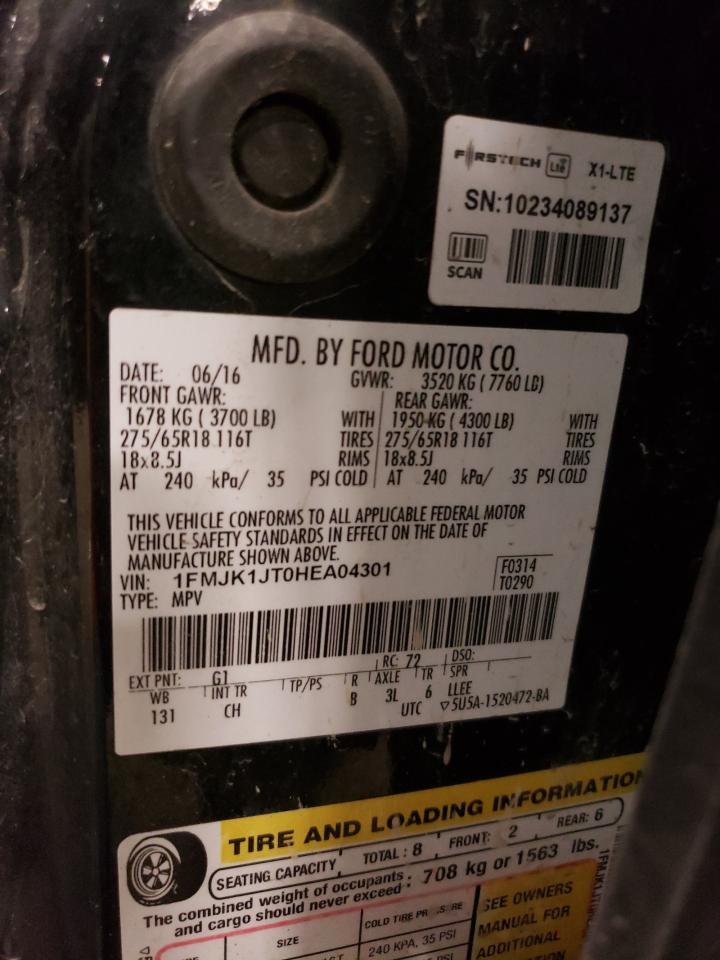 FIRSTECH LTE X1-LTE
SN:10234089137
SCAN
MFD. BY FORD MOTOR CO.
DATE: 06/16 GVWR: 3520 KG (7760 LB)
FRONT GAWR: REAR GAWR:
1678 KG (3700 LB) WITH 1950 KG (4300 LB) WITH
275/65R18 116T TIRES 275/65R18 116T TIRES
18x8.5J RIMS 18x8.5J RIMS
AT 240 kPa/ 35 PSI COLD AT 240 kPa/ 35 PSI COLD
THIS VEHICLE CONFORMS TO ALL APPLICABLE FEDERAL MOTOR
VEHICLE SAFETY STANDARDS IN EFFECT ON THE DATE OF
MANUFACTURE SHOWN ABOVE.
VIN: 1FMJK1JT0HEA04301 F0314
TYPE: MPV T0290
EXT PNT: G1 RC: 72 DSO:
WB INT TR TP/PS R AXLE TR SPR
131 CH B 3L 6 LLEE
UTC ▽5U5A-1520472-BA
TIRE AND LOADING INFORMATION
SEATING CAPACITY TOTAL: 8 FRONT: 2 REAR: 6
The combined weight of occupants and cargo should never exceed: 708 kg or 1563 lbs.
SIZE COLD TIRE PRESSURE SEE OWNERS
240 KPA, 35 PSI MANUAL FOR
ADDITIONAL